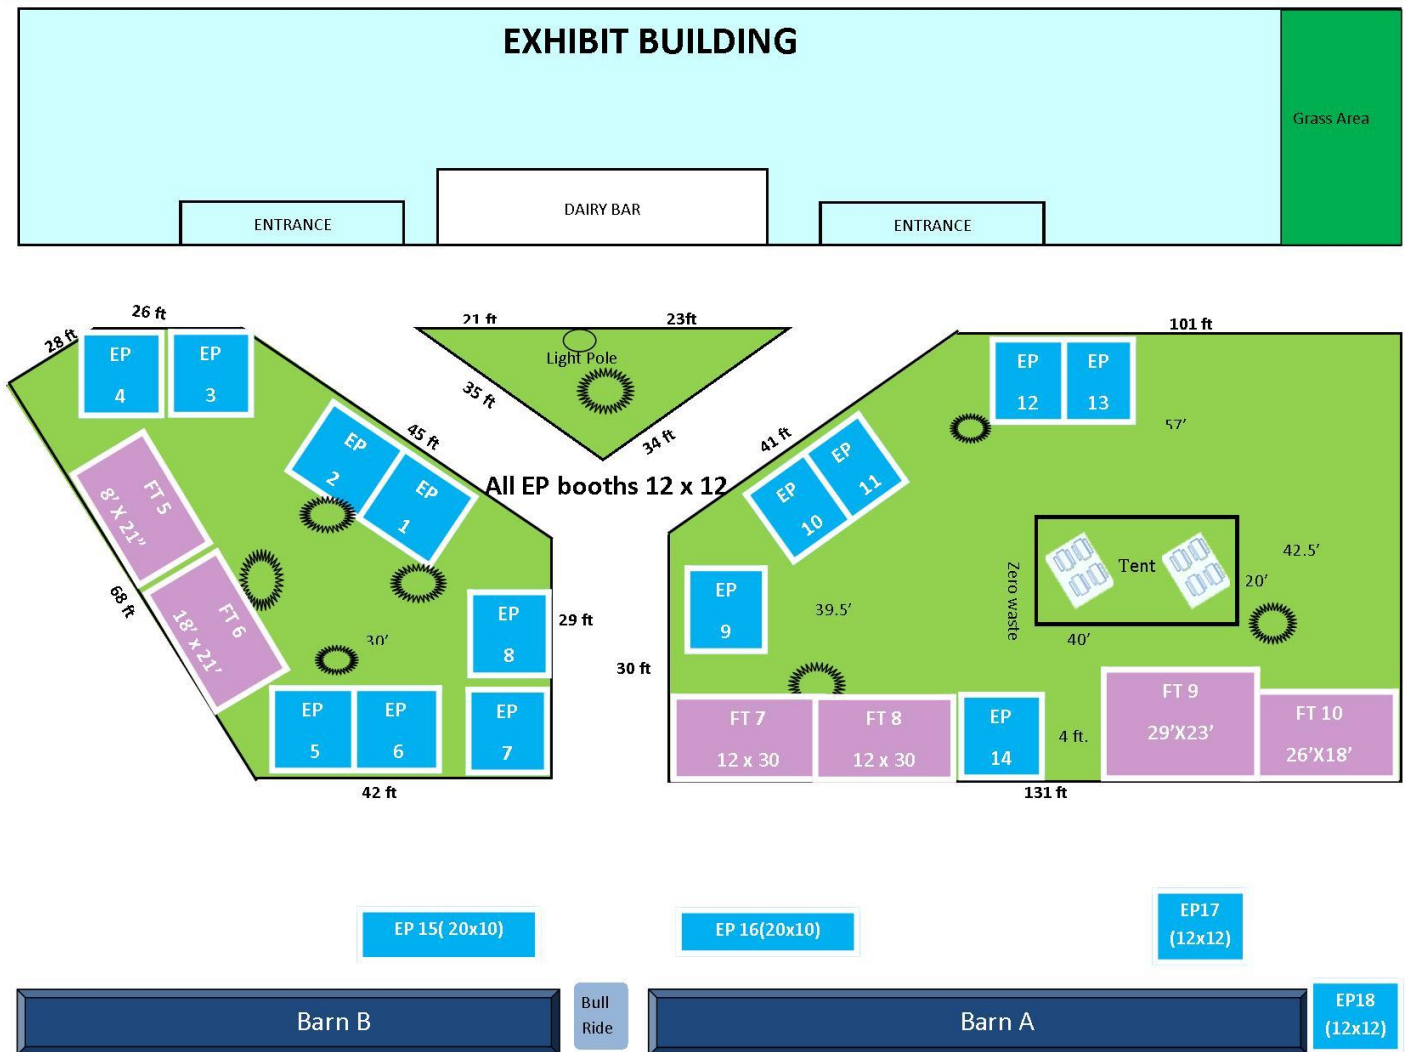 EXHIBIT BUILDING
Grass Area
DAIRY BAR
ENTRANCE
ENTRANCE
26 ft
28 ft
21 ft
23ft
101 ft
EP
4
EP
3
Light Pole
EP
12
EP
13
35 ft
34 ft
45 ft
41 ft
57'
EP
2
EP
1
All EP booths 12 x 12
EP
11
EP
10
FT 5
8' X 21"
FT 6
18' x 21'
68 ft
30'
EP
8
29 ft
30 ft
EP
9
39.5'
Zero waste
Tent
42.5'
20'
40'
EP
5
EP
6
EP
7
FT 7
12 x 30
FT 8
12 x 30
EP
14
4 ft.
FT 9
29'X23'
FT 10
26'X18'
42 ft
131 ft
EP 15( 20x10)
EP 16(20x10)
EP17
(12x12)
Barn B
Bull
Ride
Barn A
EP18
(12x12)